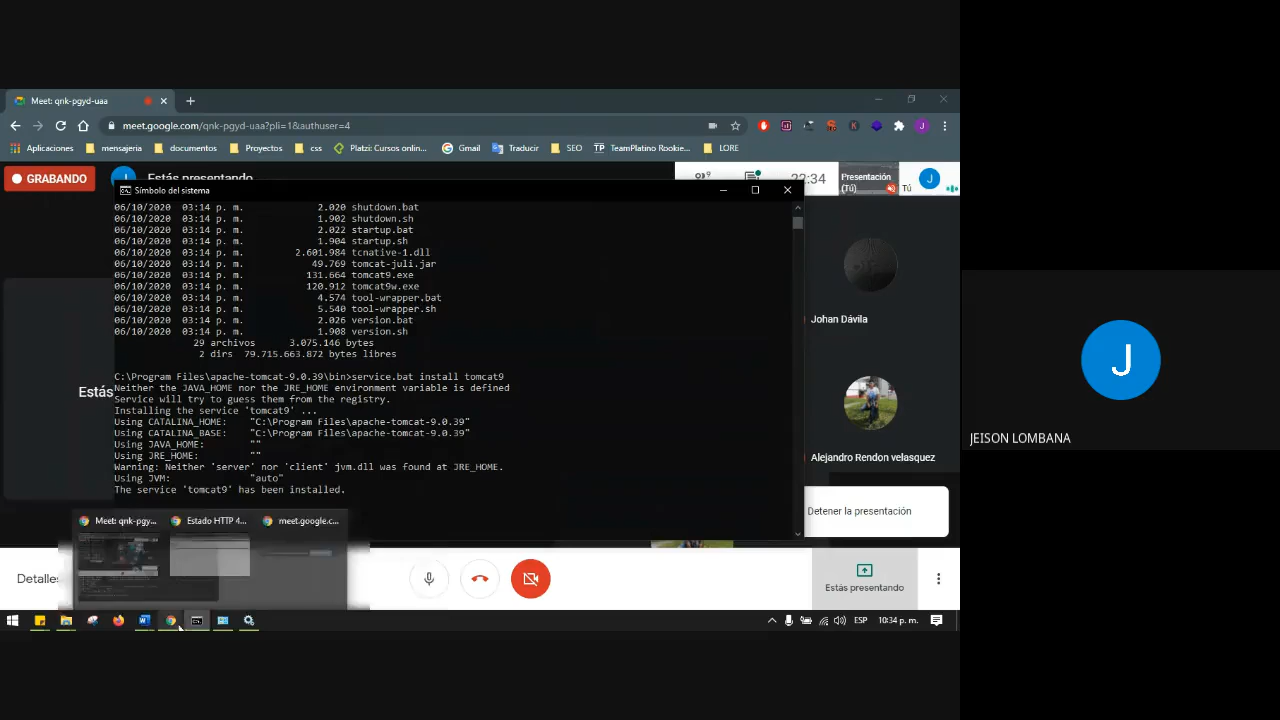 Meet: qnk-pgyd-uaa
meet.google.com/qnk-pgyd-uaa?pli=1&authuser=4
Aplicaciones
mensajeria
documentos
Proyectos
css
Platzi: Cursos onlin...
Gmail
Traducir
SEO
TP TeamPlatino Rookie...
LORE
GRABANDO
J
Estás presentando
9
22:34
Presentación
(Tú)
Tú
J
Símbolo del sistema
06/10/2020 03:14 p. m. 2.020 shutdown.bat
06/10/2020 03:14 p. m. 1.902 shutdown.sh
06/10/2020 03:14 p. m. 2.022 startup.bat
06/10/2020 03:14 p. m. 1.904 startup.sh
06/10/2020 03:14 p. m. 2.601.984 tcnative-1.dll
06/10/2020 03:14 p. m. 49.769 tomcat-juli.jar
06/10/2020 03:14 p. m. 131.664 tomcat9.exe
06/10/2020 03:14 p. m. 120.912 tomcat9w.exe
06/10/2020 03:14 p. m. 4.574 tool-wrapper.bat
06/10/2020 03:14 p. m. 5.540 tool-wrapper.sh
06/10/2020 03:14 p. m. 2.026 version.bat
06/10/2020 03:14 p. m. 1.908 version.sh
29 archivos 3.075.146 bytes
2 dirs 79.715.663.872 bytes libres
C:\Program Files\apache-tomcat-9.0.39\bin>service.bat install tomcat9
Neither the JAVA_HOME nor the JRE_HOME environment variable is defined
Service will try to guess them from the registry.
Installing the service 'tomcat9' ...
Using CATALINA_HOME: "C:\Program Files\apache-tomcat-9.0.39"
Using CATALINA_BASE: "C:\Program Files\apache-tomcat-9.0.39"
Using JAVA_HOME: ""
Using JRE_HOME: ""
Warning: Neither 'server' nor 'client' jvm.dll was found at JRE_HOME.
Using JVM: "auto"
The service 'tomcat9' has been installed.
Estás
Johan Dávila
Alejandro Rendon velasquez
Detener la presentación
Meet: qnk-pgy...
Estado HTTP 4...
meet.google.c...
Detalles
Estás presentando
ESP
10:34 p. m.
J
JEISON LOMBANA